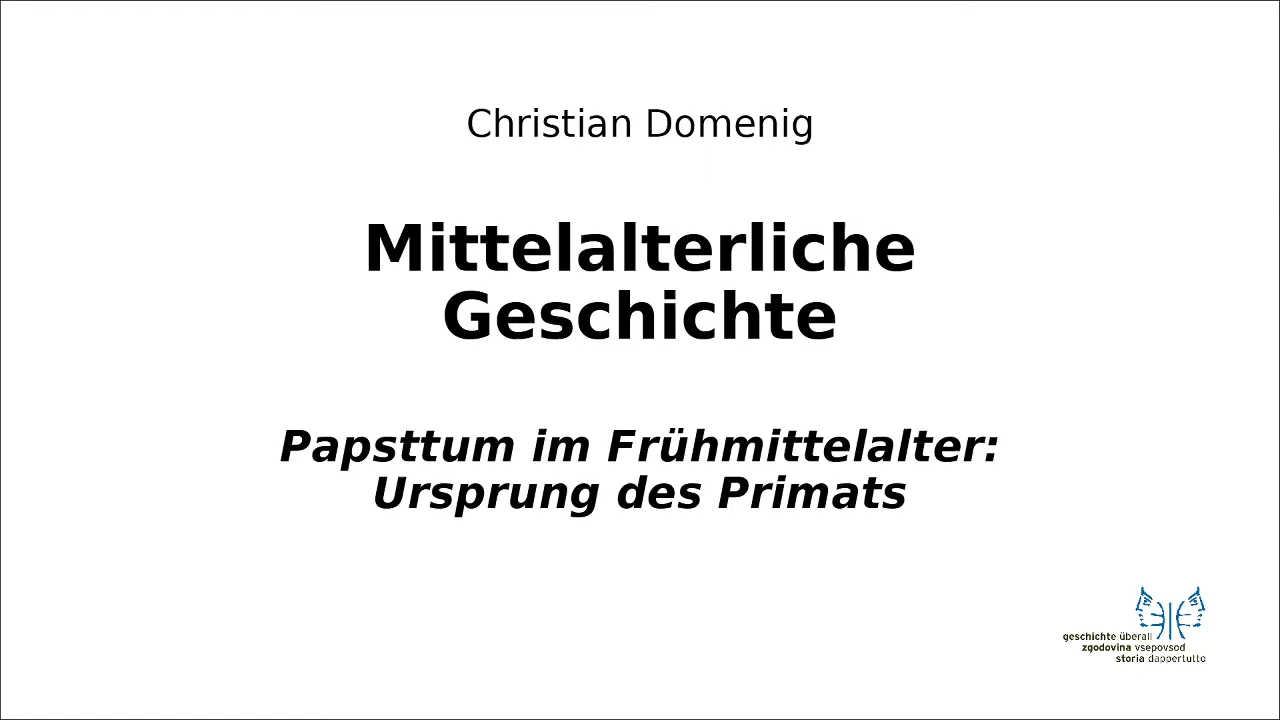 Christian Domenig
Mittelalterliche
Geschichte
Papsttum im Frühmittelalter:
Ursprung des Primats
geschichte überall
zgodovina vsepovsod
storia dappertutto